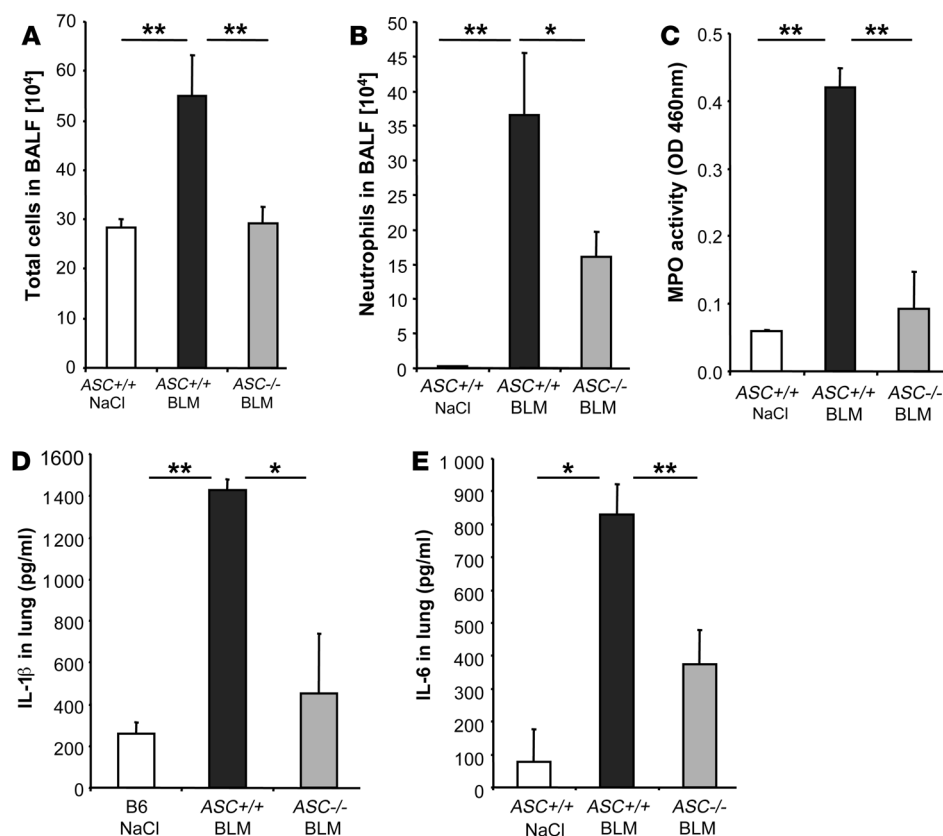 A
Total cells in BALF [10⁴]
70
60
50
40
30
20
10
0
** **
ASC+/+ ASC+/+ ASC-/-
NaCl BLM BLM
B
Neutrophils in BALF [10⁴]
50
45
40
35
30
25
20
15
10
5
0
** *
ASC+/+ ASC+/+ ASC-/-
NaCl BLM BLM
C
MPO activity (OD 460nm)
0.5
0.4
0.3
0.2
0.1
0.0
** **
ASC+/+ ASC+/+ ASC-/-
NaCl BLM BLM
D
IL-1β in lung (pg/ml)
1600
1400
1200
1000
800
600
400
200
0
** *
B6 ASC+/+ ASC-/-
NaCl BLM BLM
E
IL-6 in lung (pg/ml)
1 000
900
800
700
600
500
400
300
200
100
0
* **
ASC+/+ ASC+/+ ASC-/-
NaCl BLM BLM